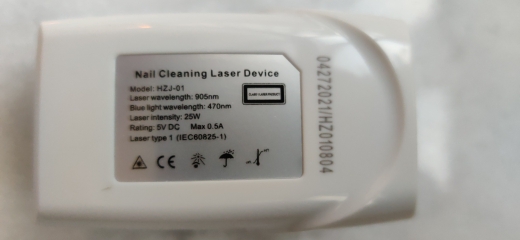 Nail Cleaning Laser Device
Model: HZJ-01
Laser wavelength: 905nm
Blue light wavelength: 470nm
Laser intensity: 25W
Rating: 5V DC Max 0.5A
Laser type 1 (IEC60825-1)
CE
04272021/HZ010804